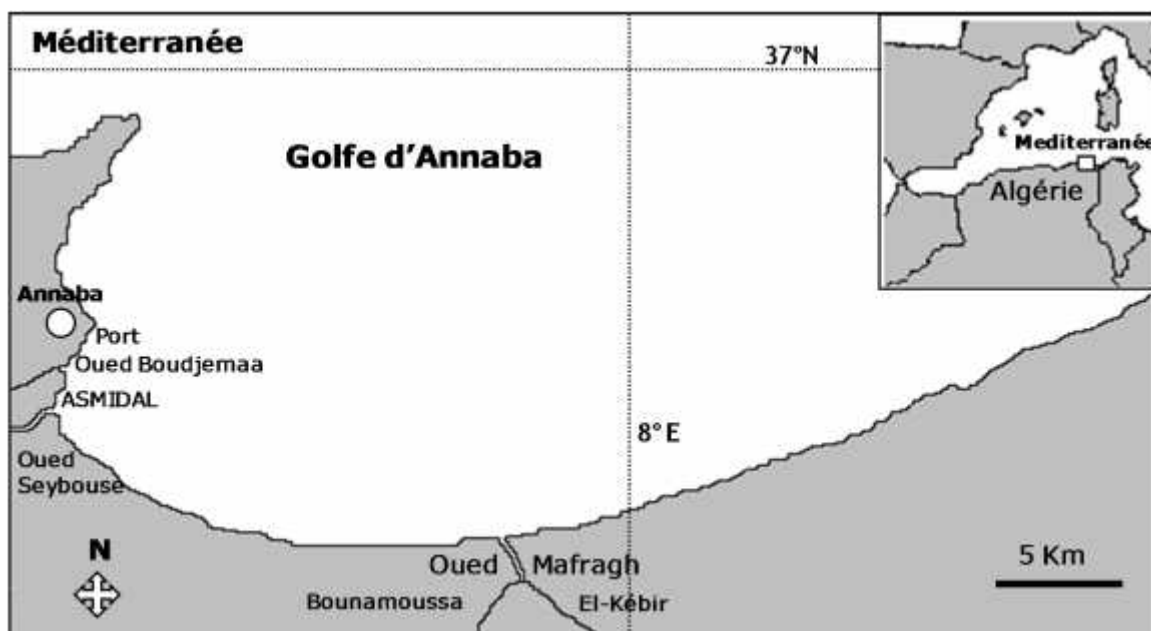 Méditerranée
37°N
Golfe d'Annaba
Mediterranée
Algérie
Annaba
Port
Oued Boudjemaa
ASMIDAL
8° E
Oued
Seybouse
N
Oued Mafragh
5 Km
Bounamoussa
El-Kébir